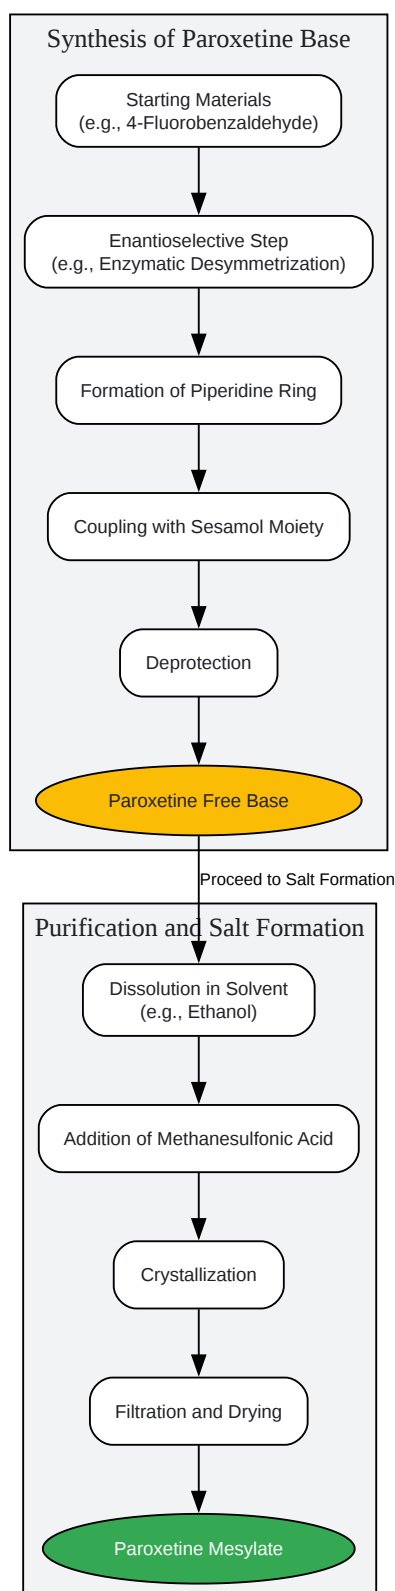 Synthesis of Paroxetine Base
Starting Materials
(e.g., 4-Fluorobenzaldehyde)
Enantioselective Step
(e.g., Enzymatic Desymmetrization)
Formation of Piperidine Ring
Coupling with Sesamol Moiety
Deprotection
Paroxetine Free Base
Proceed to Salt Formation
Purification and Salt Formation
Dissolution in Solvent
(e.g., Ethanol)
Addition of Methanesulfonic Acid
Crystallization
Filtration and Drying
Paroxetine Mesylate